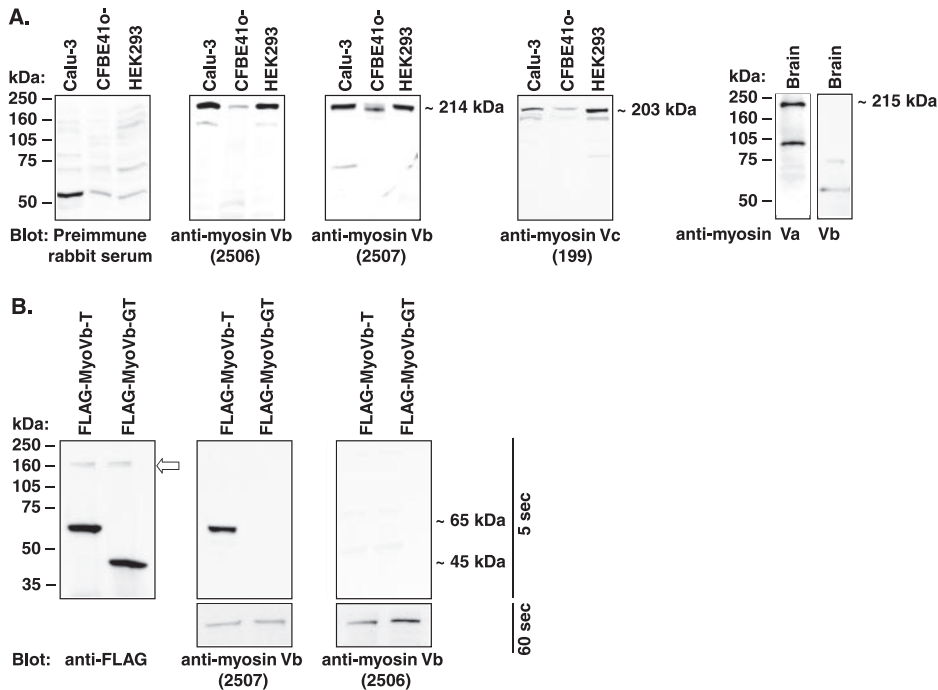 A.
Calu-3 CFBE41o- HEK293
Calu-3 CFBE41o- HEK293
Calu-3 CFBE41o- HEK293
Calu-3 CFBE41o- HEK293
Brain Brain
kDa:
250
160
105
75
50
~ 214 kDa
~ 203 kDa
kDa:
250
160
105
75
50
~ 215 kDa
Blot: Preimmune rabbit serum
anti-myosin Vb (2506)
anti-myosin Vb (2507)
anti-myosin Vc (199)
anti-myosin Va Vb
B.
FLAG-MyoVb-T FLAG-MyoVb-GT
FLAG-MyoVb-T FLAG-MyoVb-GT
FLAG-MyoVb-T FLAG-MyoVb-GT
kDa:
250
160
105
75
50
35
~ 65 kDa
~ 45 kDa
5 sec
60 sec
Blot: anti-FLAG
anti-myosin Vb (2507)
anti-myosin Vb (2506)